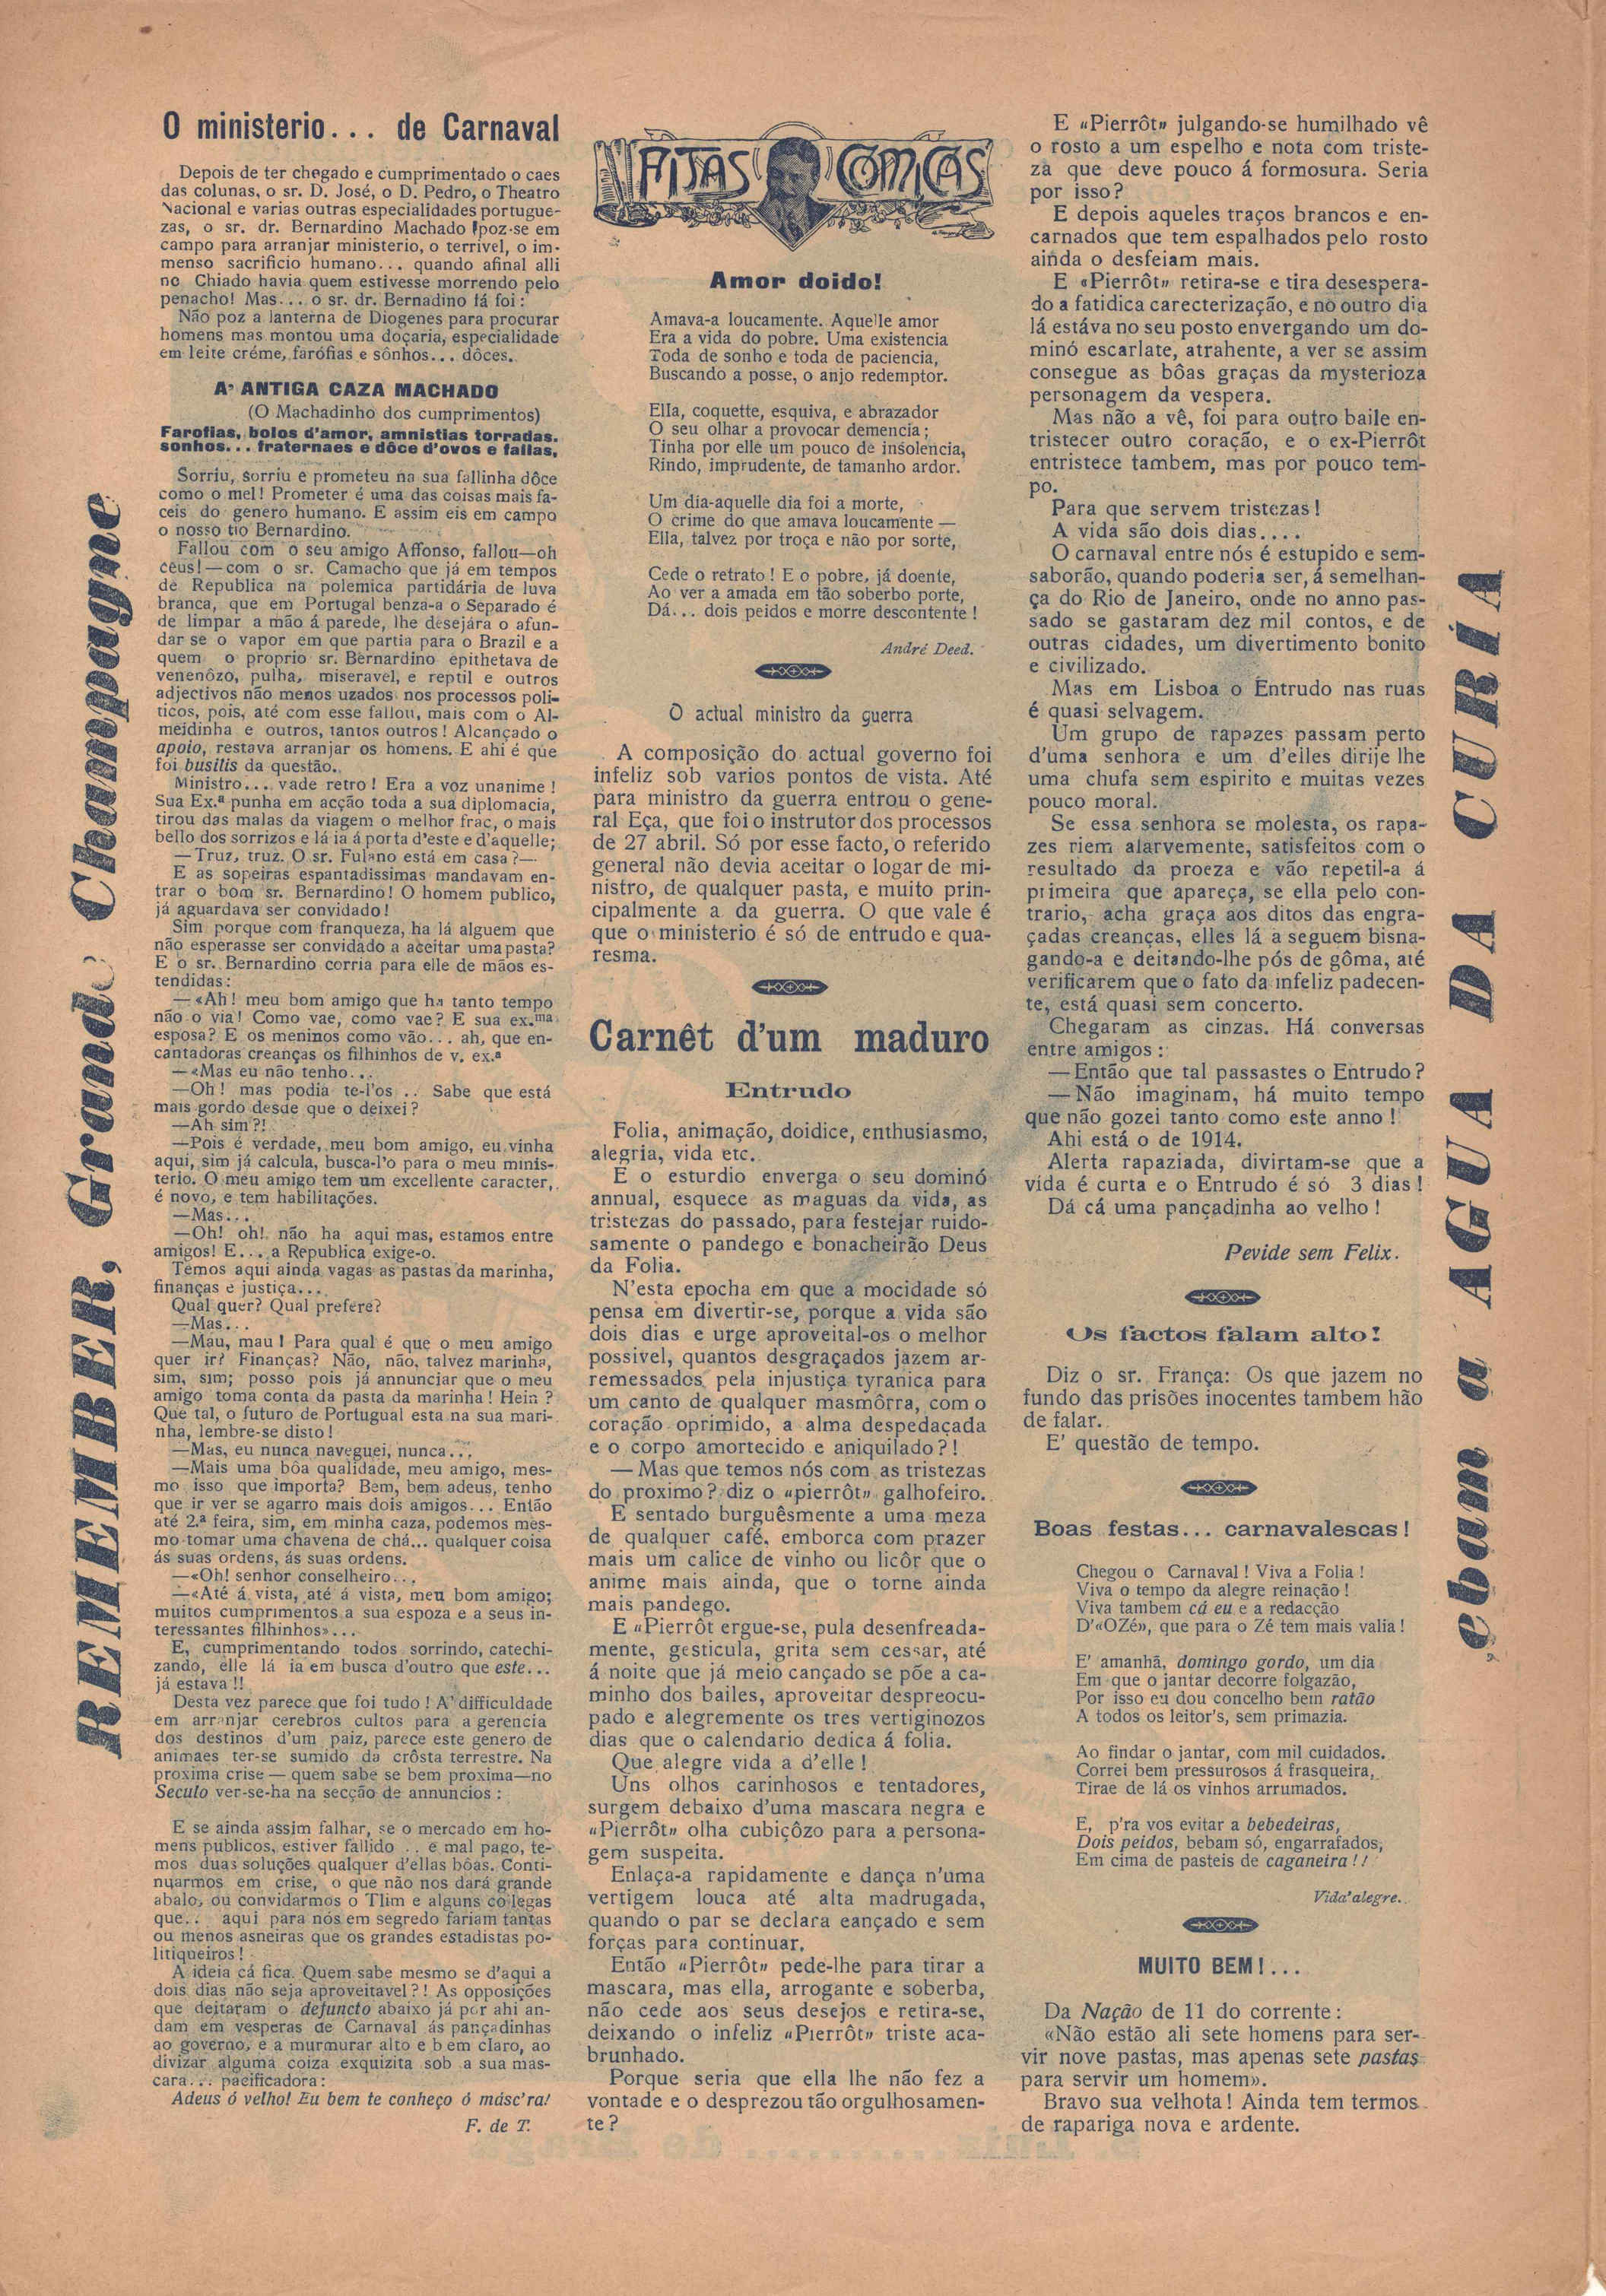 REMEMBER, Grande Champagne
O ministerio... de Carnaval
Depois de ter chegado e cumprimentado o caes
das colunas, o sr. D. José, o D. Pedro, o Theatro
Nacional e varias outras especialidades portugue-
zas, o sr. dr. Bernardino Machado poz-se em
campo para arranjar ministerio, o terrivel, o im-
menso sacrificio humano... quando afinal alli
no Chiado havia quem estivesse morrendo pelo
penacho! Mas... o sr. dr. Bernadino lá foi:
Não poz a lanterna de Diogenes para procurar
homens mas montou uma doçaria, especialidade
em leite créme, farófias e sônhos... dôces.
A' ANTIGA CAZA MACHADO
(O Machadinho dos cumprimentos)
Farofias, bolos d'amor, amnistias torradas,
sonhos... fraternaes e dôce d'ovos e fallas,
Sorriu, sorriu e prometeu na sua fallinha dôce
como o mel! Prometer é uma das coisas mais fa-
ceis do genero humano. E assim eis em campo
o nosso tio Bernardino.
Fallou com o seu amigo Affonso, fallou—oh
céus!—com o sr. Camacho que já em tempos
de Republica na polemica partidária de luva
branca, que em Portugal benza-a o Separado é
de limpar a mão á parede, lhe desejára o afun-
dar se o vapor em que partia para o Brazil e a
quem o proprio sr. Bernardino epithetava de
venenôzo, pulha, miseravel, e reptil e outros
adjectivos não menos uzados nos processos poli-
ticos, pois, até com esse fallou, mais com o Al-
meidinha e outros, tantos outros! Alcançado o
apoio, restava arranjar os homens. E ahi é que
foi busilis da questão.
Ministro... vade retro! Era a voz unanime!
Sua Ex.ª punha em acção toda a sua diplomacia,
tirou das malas da viagem o melhor frac, o mais
bello dos sorrizos e lá ia á porta d'este e d'aquelle;
—Truz, truz. O sr. Fulano está em casa?—
E as sopeiras espantadissimas mandavam en-
trar o bom sr. Bernardino! O homem publico,
já aguardava ser convidado!
Sim porque com franqueza, ha lá alguem que
não esperasse ser convidado a aceitar uma pasta?
E o sr. Bernardino corria para elle de mãos es-
tendidas:
—«Ah! meu bom amigo que ha tanto tempo
não o via! Como vae, como vae? E sua ex.ma
esposa? E os meninos como vão... ah, que en-
cantadoras creanças os filhinhos de v. ex.ª
—«Mas eu não tenho...
—Oh! mas podia te-l'os .. Sabe que está
mais gordo desde que o deixei?
—Ah sim?!
—Pois é verdade, meu bom amigo, eu vinha
aqui, sim já calcula, busca-l'o para o meu minis-
terio. O meu amigo tem um excellente caracter,
é novo, e tem habilitações.
—Mas...
—Oh! oh! não ha aqui mas, estamos entre
amigos! E... a Republica exige-o.
Temos aqui ainda vagas as pastas da marinha,
finanças e justiça...
Qual quer? Qual prefere?
—Mas...
—Mau, mau! Para qual é que o meu amigo
quer ir? Finanças? Não, não, talvez marinha,
sim, sim; posso pois já annunciar que o meu
amigo toma conta da pasta da marinha! Hein?
Que tal, o futuro de Portugual esta na sua mari-
nha, lembre-se disto!
—Mas, eu nunca naveguei, nunca...
—Mais uma bôa qualidade, meu amigo, mes-
mo isso que importa? Bem, bem adeus, tenho
que ir ver se agarro mais dois amigos... Então
até 2.ª feira, sim, em minha caza, podemos mes-
mo tomar uma chavena de chá... qualquer coisa
ás suas ordens, ás suas ordens.
—«Oh! senhor conselheiro...
—«Até á vista, até á vista, meu bom amigo;
muitos cumprimentos a sua espoza e a seus in-
teressantes filhinhos»...
E, cumprimentando todos sorrindo, catechi-
zando, elle lá ia em busca d'outro que este...
já estava!!
Desta vez parece que foi tudo! A' difficuldade
em arranjar cerebros cultos para a gerencia
dos destinos d'um paiz, parece este genero de
animaes ter-se sumido da crôsta terrestre. Na
proxima crise — quem sabe se bem proxima—no
Seculo ver-se-ha na secção de annuncios:
E se ainda assim falhar, se o mercado em ho-
mens publicos, estiver fallido .. e mal pago, te-
mos duas soluções qualquer d'ellas bôas. Conti-
nuarmos em crise, o que não nos dará grande
abalo, ou convidarmos o Tlim e alguns colegas
que.. aqui para nós em segredo fariam tantas
ou menos asneiras que os grandes estadistas po-
litiqueiros!
A ideia cá fica. Quem sabe mesmo se d'aqui a
dois dias não seja aproveitavel?! As opposições
que deitaram o defuncto abaixo já por ahi an-
dam em vesperas de Carnaval ás pançadinhas
ao governo, e a murmurar alto e bem claro, ao
divizar alguma coiza exquizita sob a sua mas-
cara... pacificadora:
Adeus ó velho! Eu bem te conheço ó másc'ra!
F. de T.
FITAS COMICAS
Amor doido!
Amava-a loucamente. Aquelle amor
Era a vida do pobre. Uma existencia
Toda de sonho e toda de paciencia,
Buscando a posse, o anjo redemptor.
Ella, coquette, esquiva, e abrazador
O seu olhar a provocar demencia;
Tinha por elle um pouco de insolencia,
Rindo, imprudente, de tamanho ardor.
Um dia-aquelle dia foi a morte,
O crime do que amava loucamente —
Ella, talvez por troça e não por sorte,
Cede o retrato! E o pobre, já doente,
Ao ver a amada em tão soberbo porte,
Dá... dois peidos e morre descontente!
André Deed.
O actual ministro da guerra
A composição do actual governo foi
infeliz sob varios pontos de vista. Até
para ministro da guerra entrou o gene-
ral Eça, que foi o instrutor dos processos
de 27 abril. Só por esse facto, o referido
general não devia aceitar o logar de mi-
nistro, de qualquer pasta, e muito prin-
cipalmente a da guerra. O que vale é
que o ministerio é só de entrudo e qua-
resma.
Carnêt d'um maduro
Entrudo
Folia, animação, doidice, enthusiasmo,
alegria, vida etc.
E o esturdio enverga o seu dominó
annual, esquece as maguas da vida, as
tristezas do passado, para festejar ruido-
samente o pandego e bonacheirão Deus
da Folia.
N'esta epocha em que a mocidade só
pensa em divertir-se, porque a vida são
dois dias e urge aproveital-os o melhor
possivel, quantos desgraçados jazem ar-
remessados pela injustiça tyranica para
um canto de qualquer masmôrra, com o
coração oprimido, a alma despedaçada
e o corpo amortecido e aniquilado?!
—Mas que temos nós com as tristezas
do proximo? diz o «pierrôt» galhofeiro.
E sentado burguêsmente a uma meza
de qualquer café, emborca com prazer
mais um calice de vinho ou licôr que o
anime mais ainda, que o torne ainda
mais pandego.
E «Pierrôt ergue-se, pula desenfreada-
mente, gesticula, grita sem cessar, até
á noite que já meio cançado se põe a ca-
minho dos bailes, aproveitar despreocu-
pado e alegremente os tres vertiginozos
dias que o calendario dedica á folia.
Que alegre vida a d'elle!
Uns olhos carinhosos e tentadores,
surgem debaixo d'uma mascara negra e
«Pierrôt» olha cubiçôzo para a persona-
gem suspeita.
Enlaça-a rapidamente e dança n'uma
vertigem louca até alta madrugada,
quando o par se declara eançado e sem
forças para continuar.
Então «Pierrôt» pede-lhe para tirar a
mascara, mas ella, arrogante e soberba,
não cede aos seus desejos e retira-se,
deixando o infeliz «Pierrôt» triste aca-
brunhado.
Porque seria que ella lhe não fez a
vontade e o desprezou tão orgulhosamen-
te?
E «Pierrôt» julgando-se humilhado vê
o rosto a um espelho e nota com triste-
za que deve pouco á formosura. Seria
por isso?
E depois aqueles traços brancos e en-
carnados que tem espalhados pelo rosto
ainda o desfeiam mais.
E «Pierrôt» retira-se e tira desespera-
do a fatidica carecterização, e no outro dia
lá estáva no seu posto envergando um do-
minó escarlate, atrahente, a ver se assim
consegue as bôas graças da mysterioza
personagem da vespera.
Mas não a vê, foi para outro baile en-
tristecer outro coração, e o ex-Pierrôt
entristece tambem, mas por pouco tem-
po.
Para que servem tristezas!
A vida são dois dias....
O carnaval entre nós é estupido e sem-
saborão, quando poderia ser, á semelhan-
ça do Rio de Janeiro, onde no anno pas-
sado se gastaram dez mil contos, e de
outras cidades, um divertimento bonito
e civilizado.
Mas em Lisboa o Entrudo nas ruas
é quasi selvagem.
Um grupo de rapazes passam perto
d'uma senhora e um d'elles dirije lhe
uma chufa sem espirito e muitas vezes
pouco moral.
Se essa senhora se molesta, os rapa-
zes riem alarvemente, satisfeitos com o
resultado da proeza e vão repetil-a á
primeira que apareça, se ella pelo con-
trario, acha graça aos ditos das engra-
çadas creanças, elles lá a seguem bisna-
gando-a e deitando-lhe pós de gôma, até
verificarem que o fato da infeliz padecen-
te, está quasi sem concerto.
Chegaram as cinzas. Há conversas
entre amigos:
—Então que tal passastes o Entrudo?
—Não imaginam, há muito tempo
que não gozei tanto como este anno!
Ahi está o de 1914.
Alerta rapaziada, divirtam-se que a
vida é curta e o Entrudo é só 3 dias!
Dá cá uma pançadinha ao velho!
Pevide sem Felix.
Os factos falam alto!
Diz o sr. França: Os que jazem no
fundo das prisões inocentes tambem hão
de falar.
E' questão de tempo.
Boas festas... carnavalescas!
Chegou o Carnaval! Viva a Folia!
Viva o tempo da alegre reinação!
Viva tambem cá eu e a redacção
D'«OZé», que para o Zé tem mais valia!
E' amanhã, domingo gordo, um dia
Em que o jantar decorre folgazão,
Por isso eu dou concelho bem ratão
A todos os leitor's, sem primazia.
Ao findar o jantar, com mil cuidados.
Correi bem pressurosos á frasqueira,
Tirae de lá os vinhos arrumados.
E, p'ra vos evitar a bebedeiras,
Dois peidos, bebam só, engarrafados,
Em cima de pasteis de caganeira!!
Vida'alegre.
MUITO BEM!...
Da Nação de 11 do corrente:
«Não estão ali sete homens para ser-
vir nove pastas, mas apenas sete pastas
para servir um homem».
Bravo sua velhota! Ainda tem termos
de rapariga nova e ardente.
ebam a AGUA DA CURIA